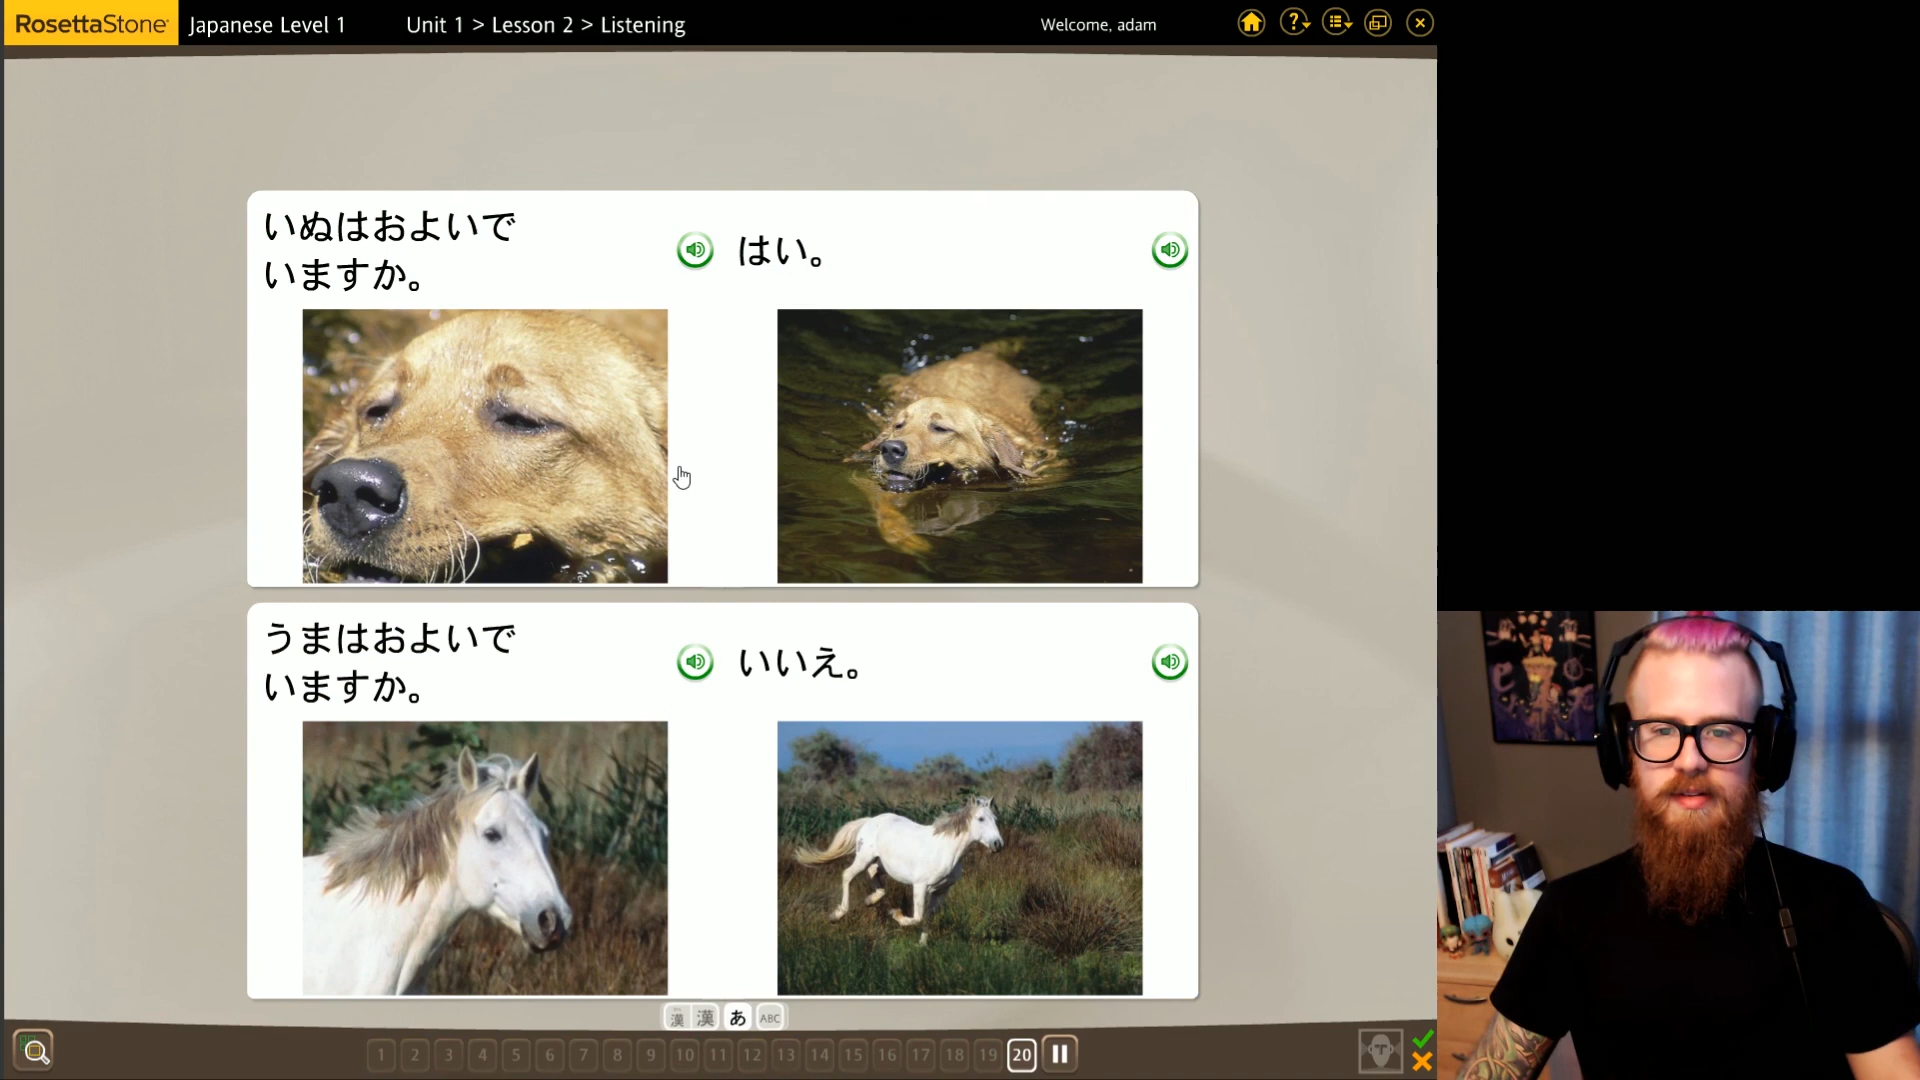 RosettaStone
Japanese Level 1
Unit 1 > Lesson 2 > Listening
Welcome, adam
いぬはおよいで
いますか。
はい。
うまはおよいで
いますか。
いいえ。
漢 漢 あ ABC
1 2 3 4 5 6 7 8 9 10 11 12 13 14 15 16 17 18 19 20